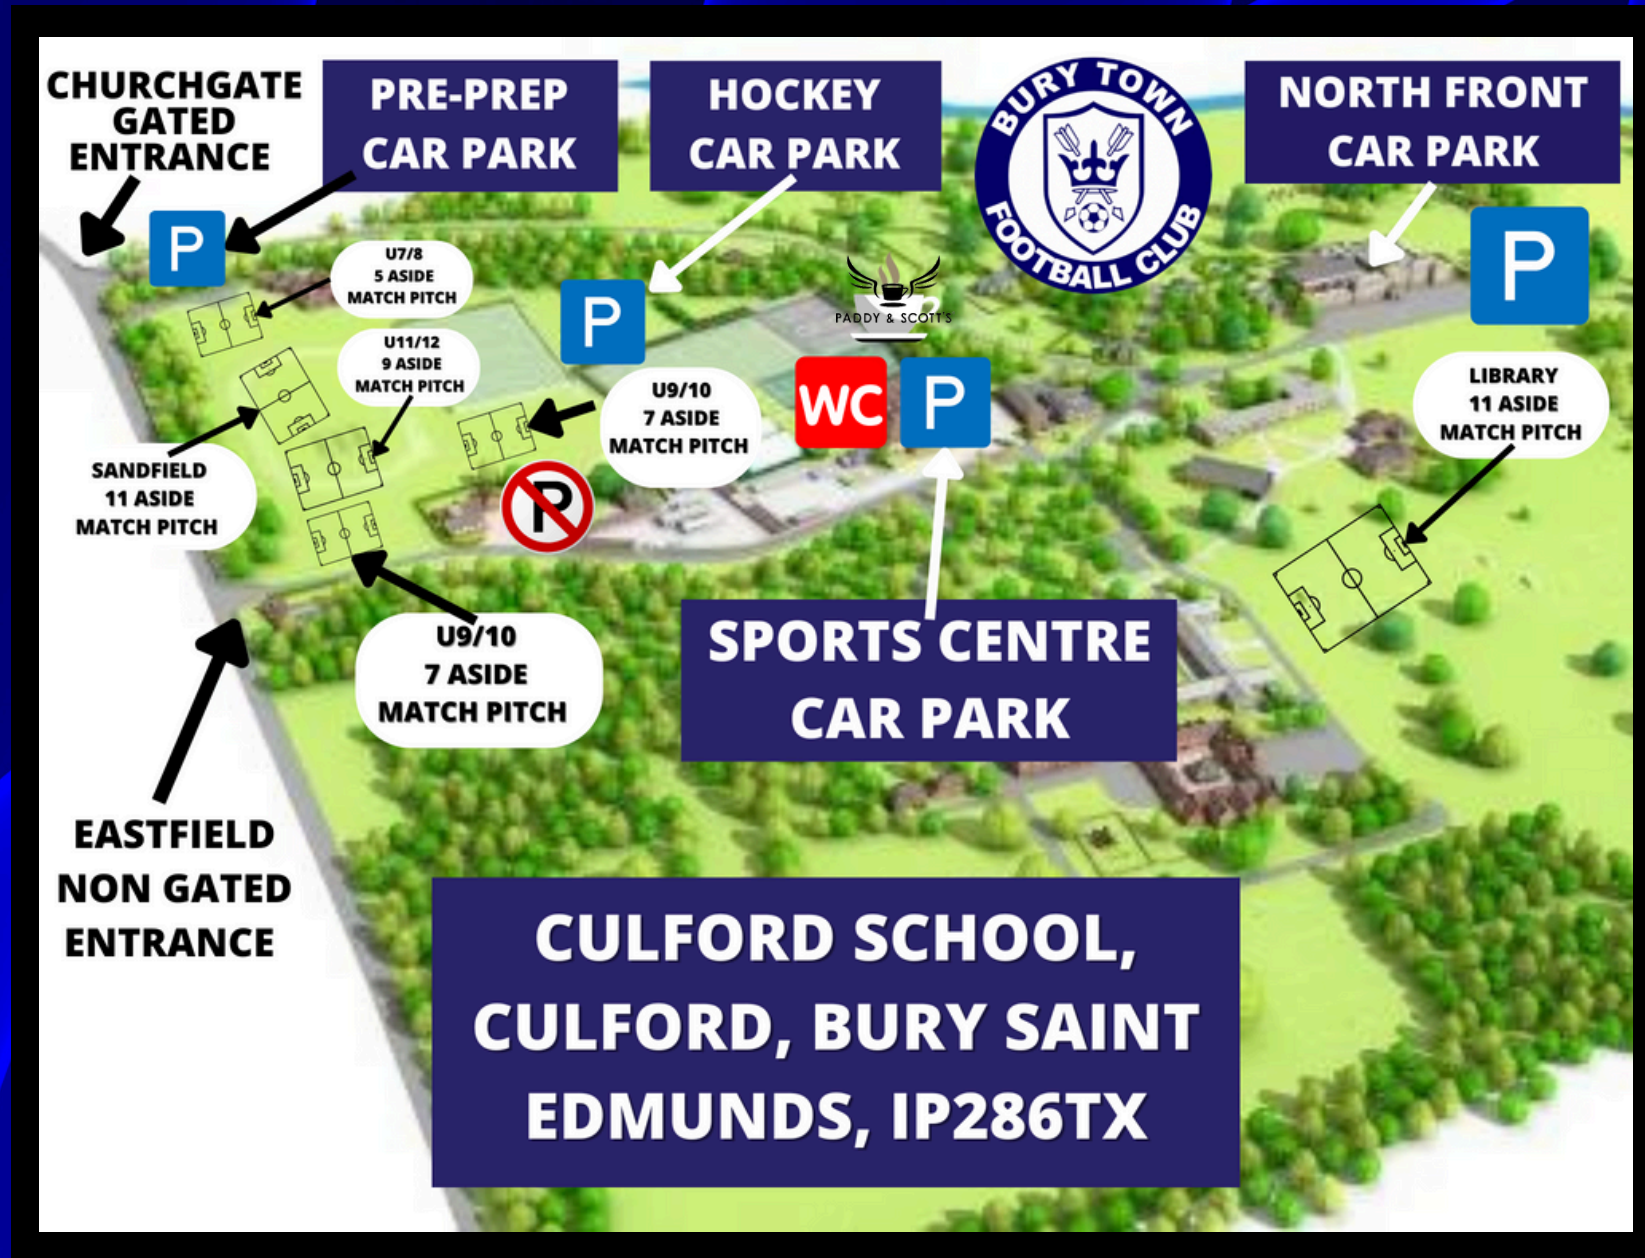 CHURCHGATE
GATED
ENTRANCE
PRE-PREP
CAR PARK
HOCKEY
CAR PARK
BURY TOWN
FOOTBALL CLUB
NORTH FRONT
CAR PARK
P
P
P
U7/8
5 ASIDE
MATCH PITCH
U11/12
9 ASIDE
MATCH PITCH
PADDY & SCOTT'S
WC
P
U9/10
7 ASIDE
MATCH PITCH
LIBRARY
11 ASIDE
MATCH PITCH
SANDFIELD
11 ASIDE
MATCH PITCH
P
U9/10
7 ASIDE
MATCH PITCH
SPORTS CENTRE
CAR PARK
EASTFIELD
NON GATED
ENTRANCE
CULFORD SCHOOL,
CULFORD, BURY SAINT
EDMUNDS, IP286TX